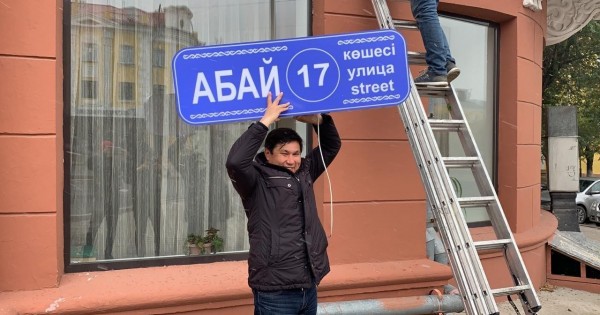 АБАЙ 17 көшесі
улица
street